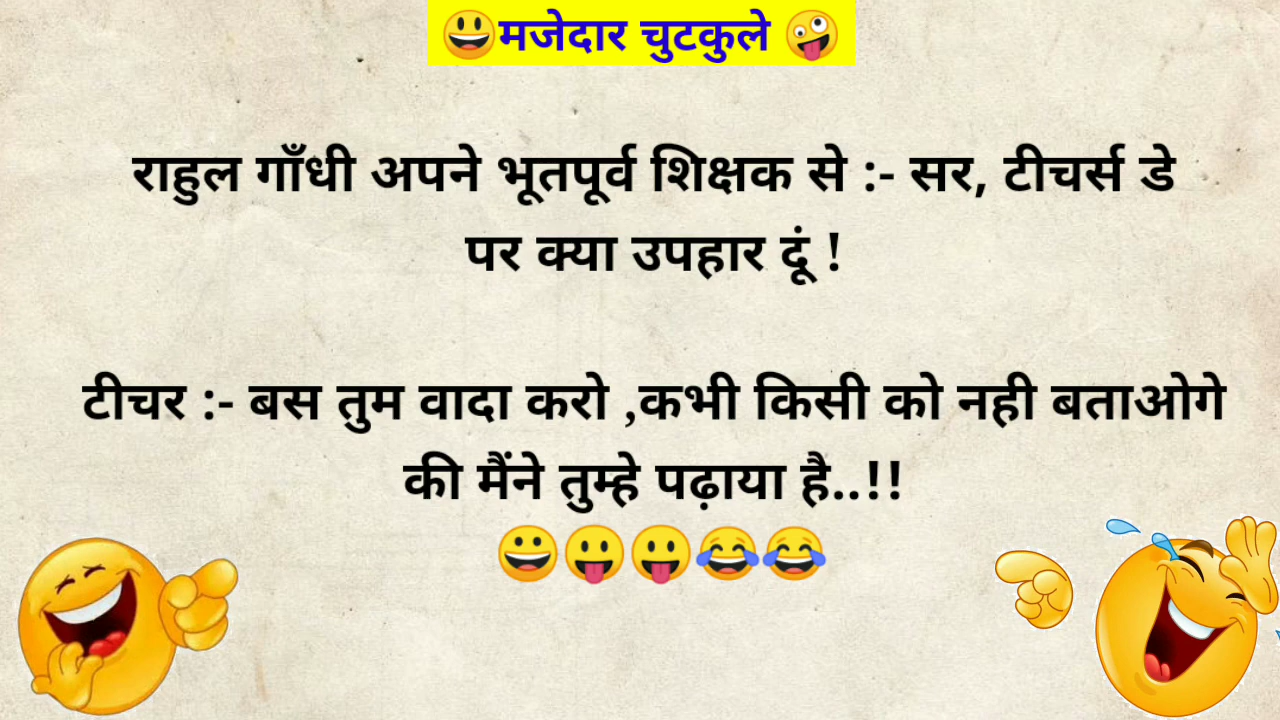 😃मजेदार चुटकुले 🤪
राहुल गाँधी अपने भूतपूर्व शिक्षक से :- सर, टीचर्स डे
पर क्या उपहार दूं !
टीचर :- बस तुम वादा करो ,कभी किसी को नही बताओगे
की मैंने तुम्हे पढ़ाया है..!!
😀😛😛😂😂